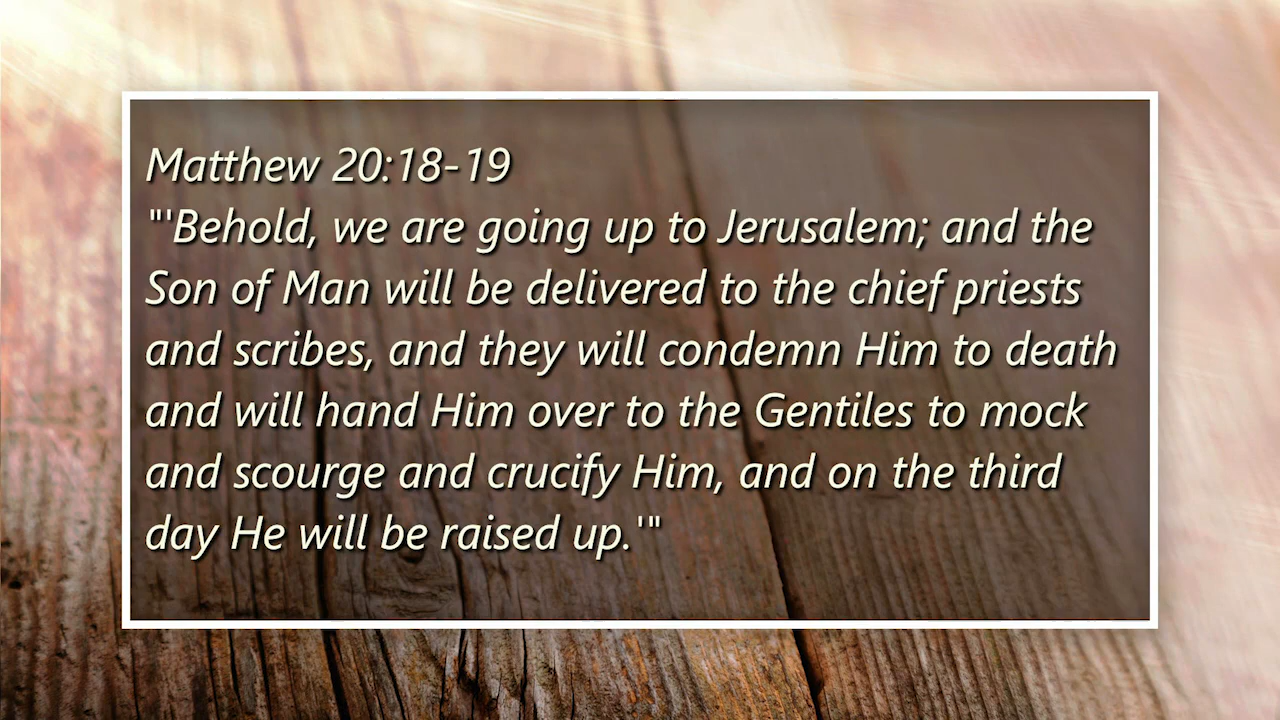 Matthew 20:18-19
"'Behold, we are going up to Jerusalem; and the
Son of Man will be delivered to the chief priests
and scribes, and they will condemn Him to death
and will hand Him over to the Gentiles to mock
and scourge and crucify Him, and on the third
day He will be raised up.'"